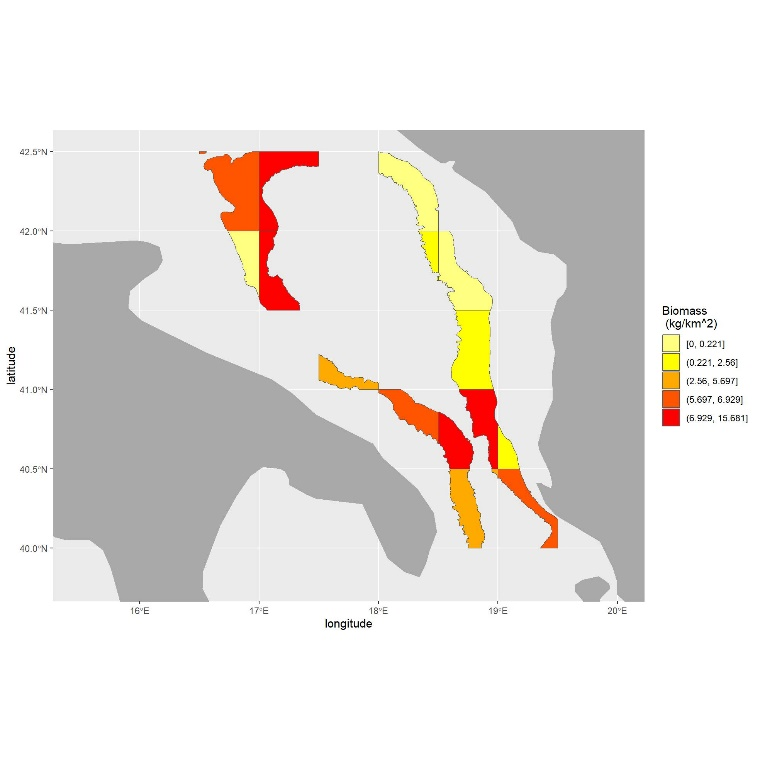 42.5°N
42.0°N
41.5°N
41.0°N
40.5°N
40.0°N
latitude
16°E
17°E
18°E
19°E
20°E
longitude
Biomass
(kg/km^2)
[0, 0.221]
(0.221, 2.56]
(2.56, 5.697]
(5.697, 6.929]
(6.929, 15.681]